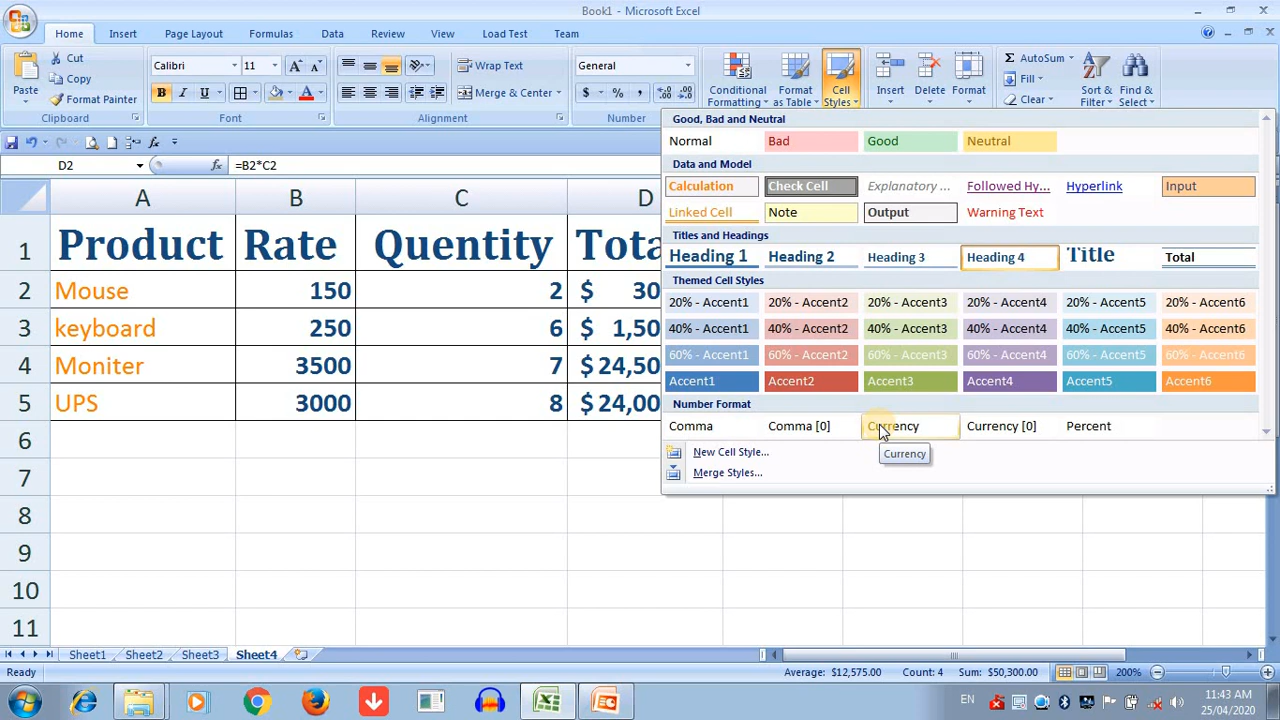 Book1 - Microsoft Excel
Home Insert Page Layout Formulas Data Review View Load Test Team
Paste Cut Copy Format Painter
Clipboard
Calibri 11
B I U A
Font
Wrap Text
Merge & Center
Alignment
General
$ % ,
Number
Conditional Formatting
Format as Table
Cell Styles
Insert Delete Format
AutoSum
Fill
Clear
Sort & Filter
Find & Select
D2 fx =B2*C2
A B C D
1 Product Rate Quentity Tota
2 Mouse 150 2 $ 30
3 keyboard 250 6 $ 1,50
4 Moniter 3500 7 $ 24,50
5 UPS 3000 8 $ 24,00
6
7
8
9
10
11
Good, Bad and Neutral
Normal Bad Good Neutral
Data and Model
Calculation Check Cell Explanatory ... Followed Hy... Hyperlink Input
Linked Cell Note Output Warning Text
Titles and Headings
Heading 1 Heading 2 Heading 3 Heading 4 Title Total
Themed Cell Styles
20% - Accent1 20% - Accent2 20% - Accent3 20% - Accent4 20% - Accent5 20% - Accent6
40% - Accent1 40% - Accent2 40% - Accent3 40% - Accent4 40% - Accent5 40% - Accent6
60% - Accent1 60% - Accent2 60% - Accent3 60% - Accent4 60% - Accent5 60% - Accent6
Accent1 Accent2 Accent3 Accent4 Accent5 Accent6
Number Format
Comma Comma [0] Currency Currency [0] Percent
Currency
New Cell Style...
Merge Styles...
Sheet1 Sheet2 Sheet3 Sheet4
Ready Average: $12,575.00 Count: 4 Sum: $50,300.00 200%
EN
11:43 AM
25/04/2020